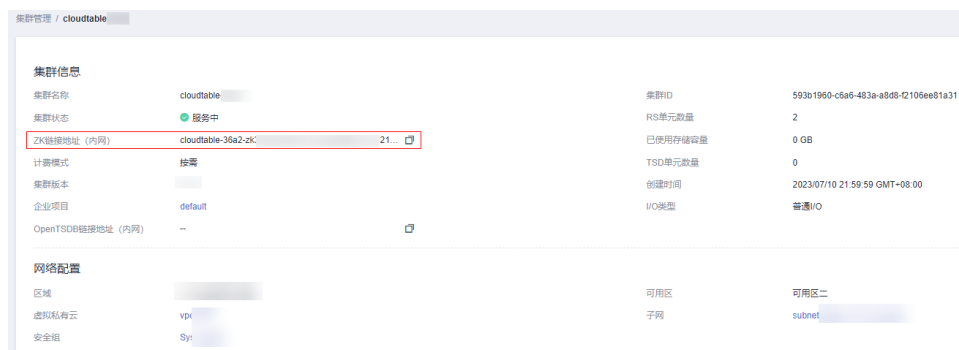 集群管理 / cloudtable
集群信息
集群名称 cloudtable 集群ID 593b1960-c6a6-483a-a8d8-f2106ee81a31
集群状态 服务中 RS单元数量 2
ZK链接地址（内网） cloudtable-36a2-zk 21... 已使用存储容量 0 GB
计费模式 按需 TSD单元数量 0
集群版本 创建时间 2023/07/10 21:59:59 GMT+08:00
企业项目 default I/O类型 普通I/O
OpenTSDB链接地址（内网） --
网络配置
区域 可用区 可用区二
虚拟私有云 vpc 子网 subnet
安全组 Sys